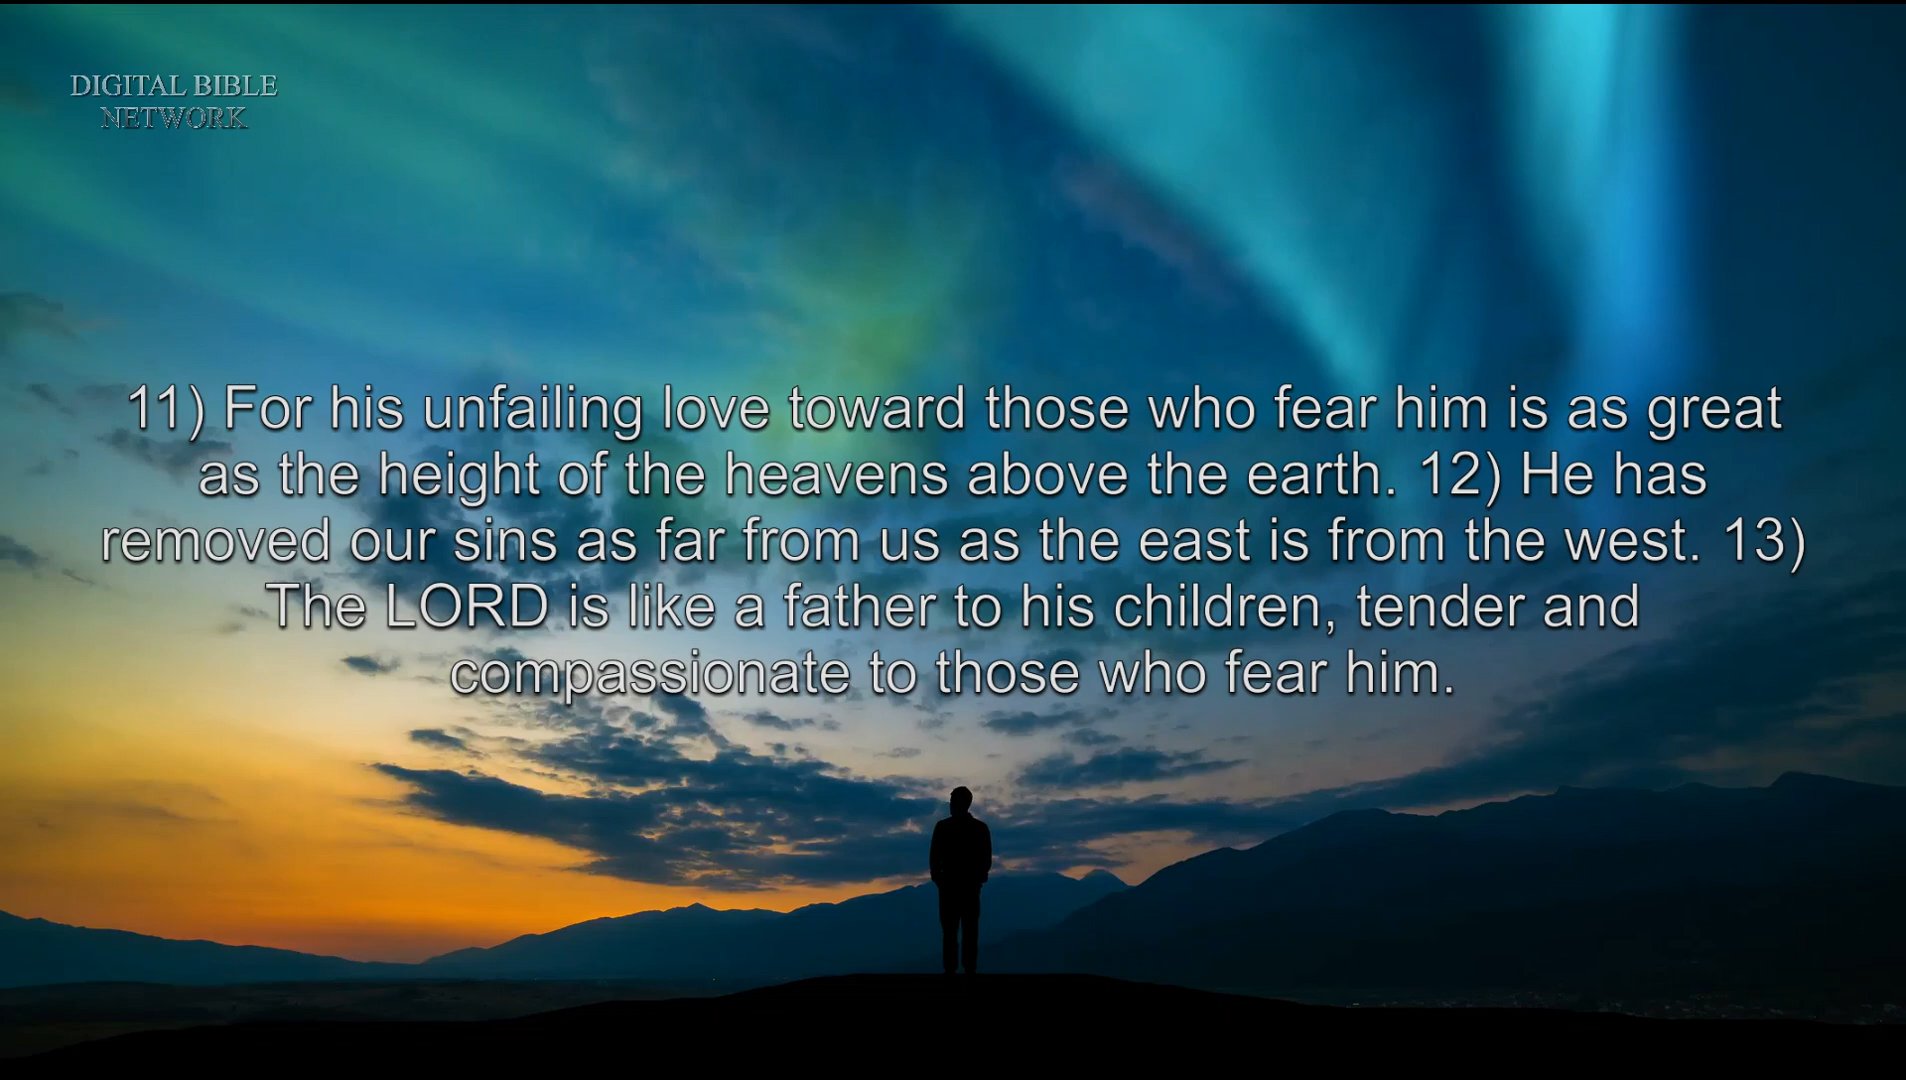 DIGITAL BIBLE
NETWORK
11) For his unfailing love toward those who fear him is as great
as the height of the heavens above the earth. 12) He has
removed our sins as far from us as the east is from the west. 13)
The LORD is like a father to his children, tender and
compassionate to those who fear him.